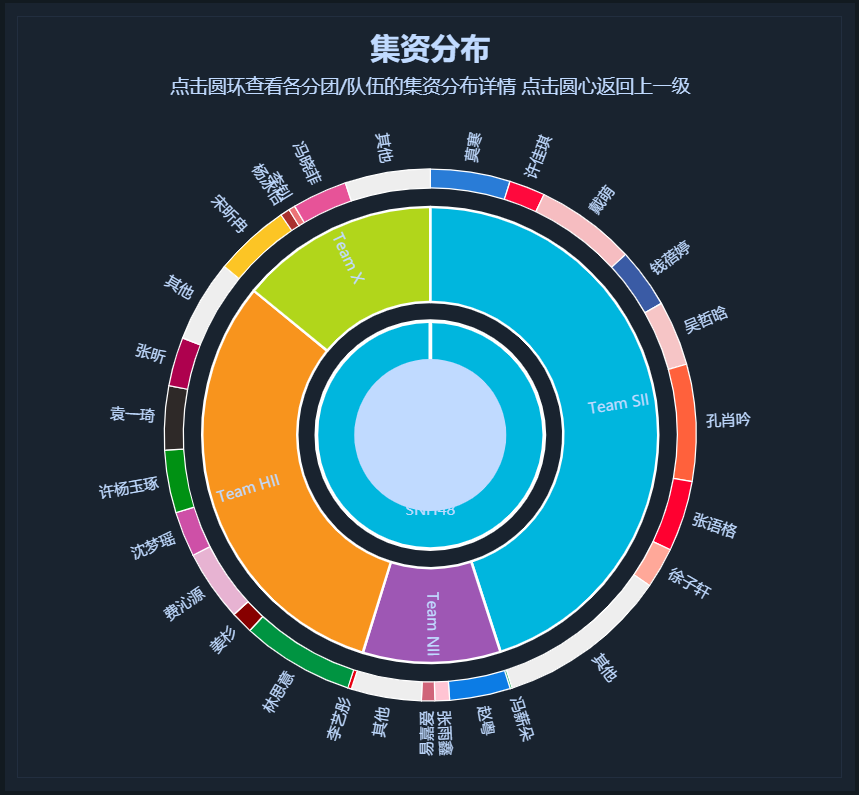 集资分布
点击圆环查看各分团/队伍的集资分布详情 点击圆心返回上一级
莫寒
许佳琪
戴萌
钱蓓婷
吴哲晗
孔肖吟
张语格
徐子轩
其他
冯薪朵
赵粤
张雨鑫
易嘉爱
其他
李艺彤
林思意
姜杉
费沁源
沈梦瑶
许杨玉琢
袁一琦
张昕
其他
宋昕冉
杨冰怡
李钊
冯晓菲
其他
Team SII
Team NII
Team HII
Team X
SNH48